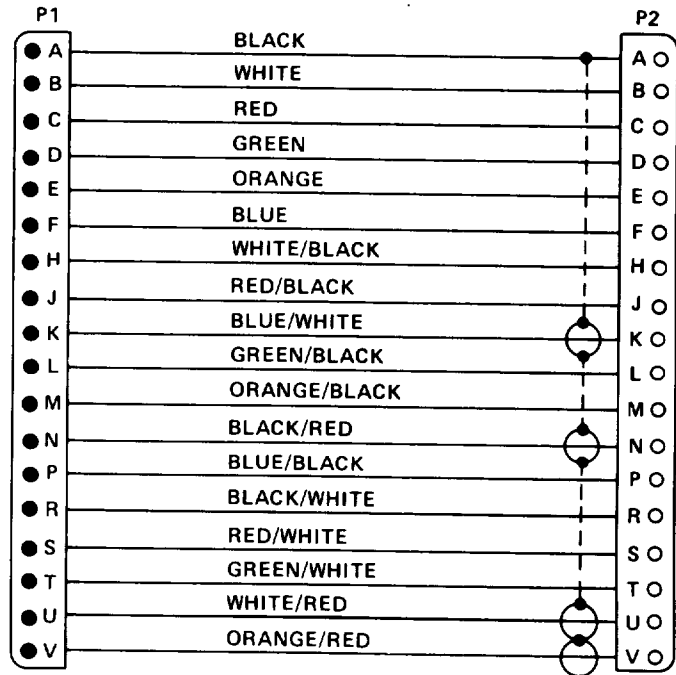 P1 P2
A BLACK A
B WHITE B
C RED C
D GREEN D
E ORANGE E
F BLUE F
H WHITE/BLACK H
J RED/BLACK J
K BLUE/WHITE K
L GREEN/BLACK L
M ORANGE/BLACK M
N BLACK/RED N
P BLUE/BLACK P
R BLACK/WHITE R
S RED/WHITE S
T GREEN/WHITE T
U WHITE/RED U
V ORANGE/RED V